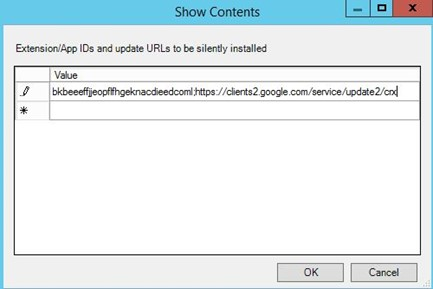 Show Contents
Extension/App IDs and update URLs to be silently installed
Value
bkbeeeffjjeopflfhgeknacdieedcoml;https://clients2.google.com/service/update2/crx
OK
Cancel